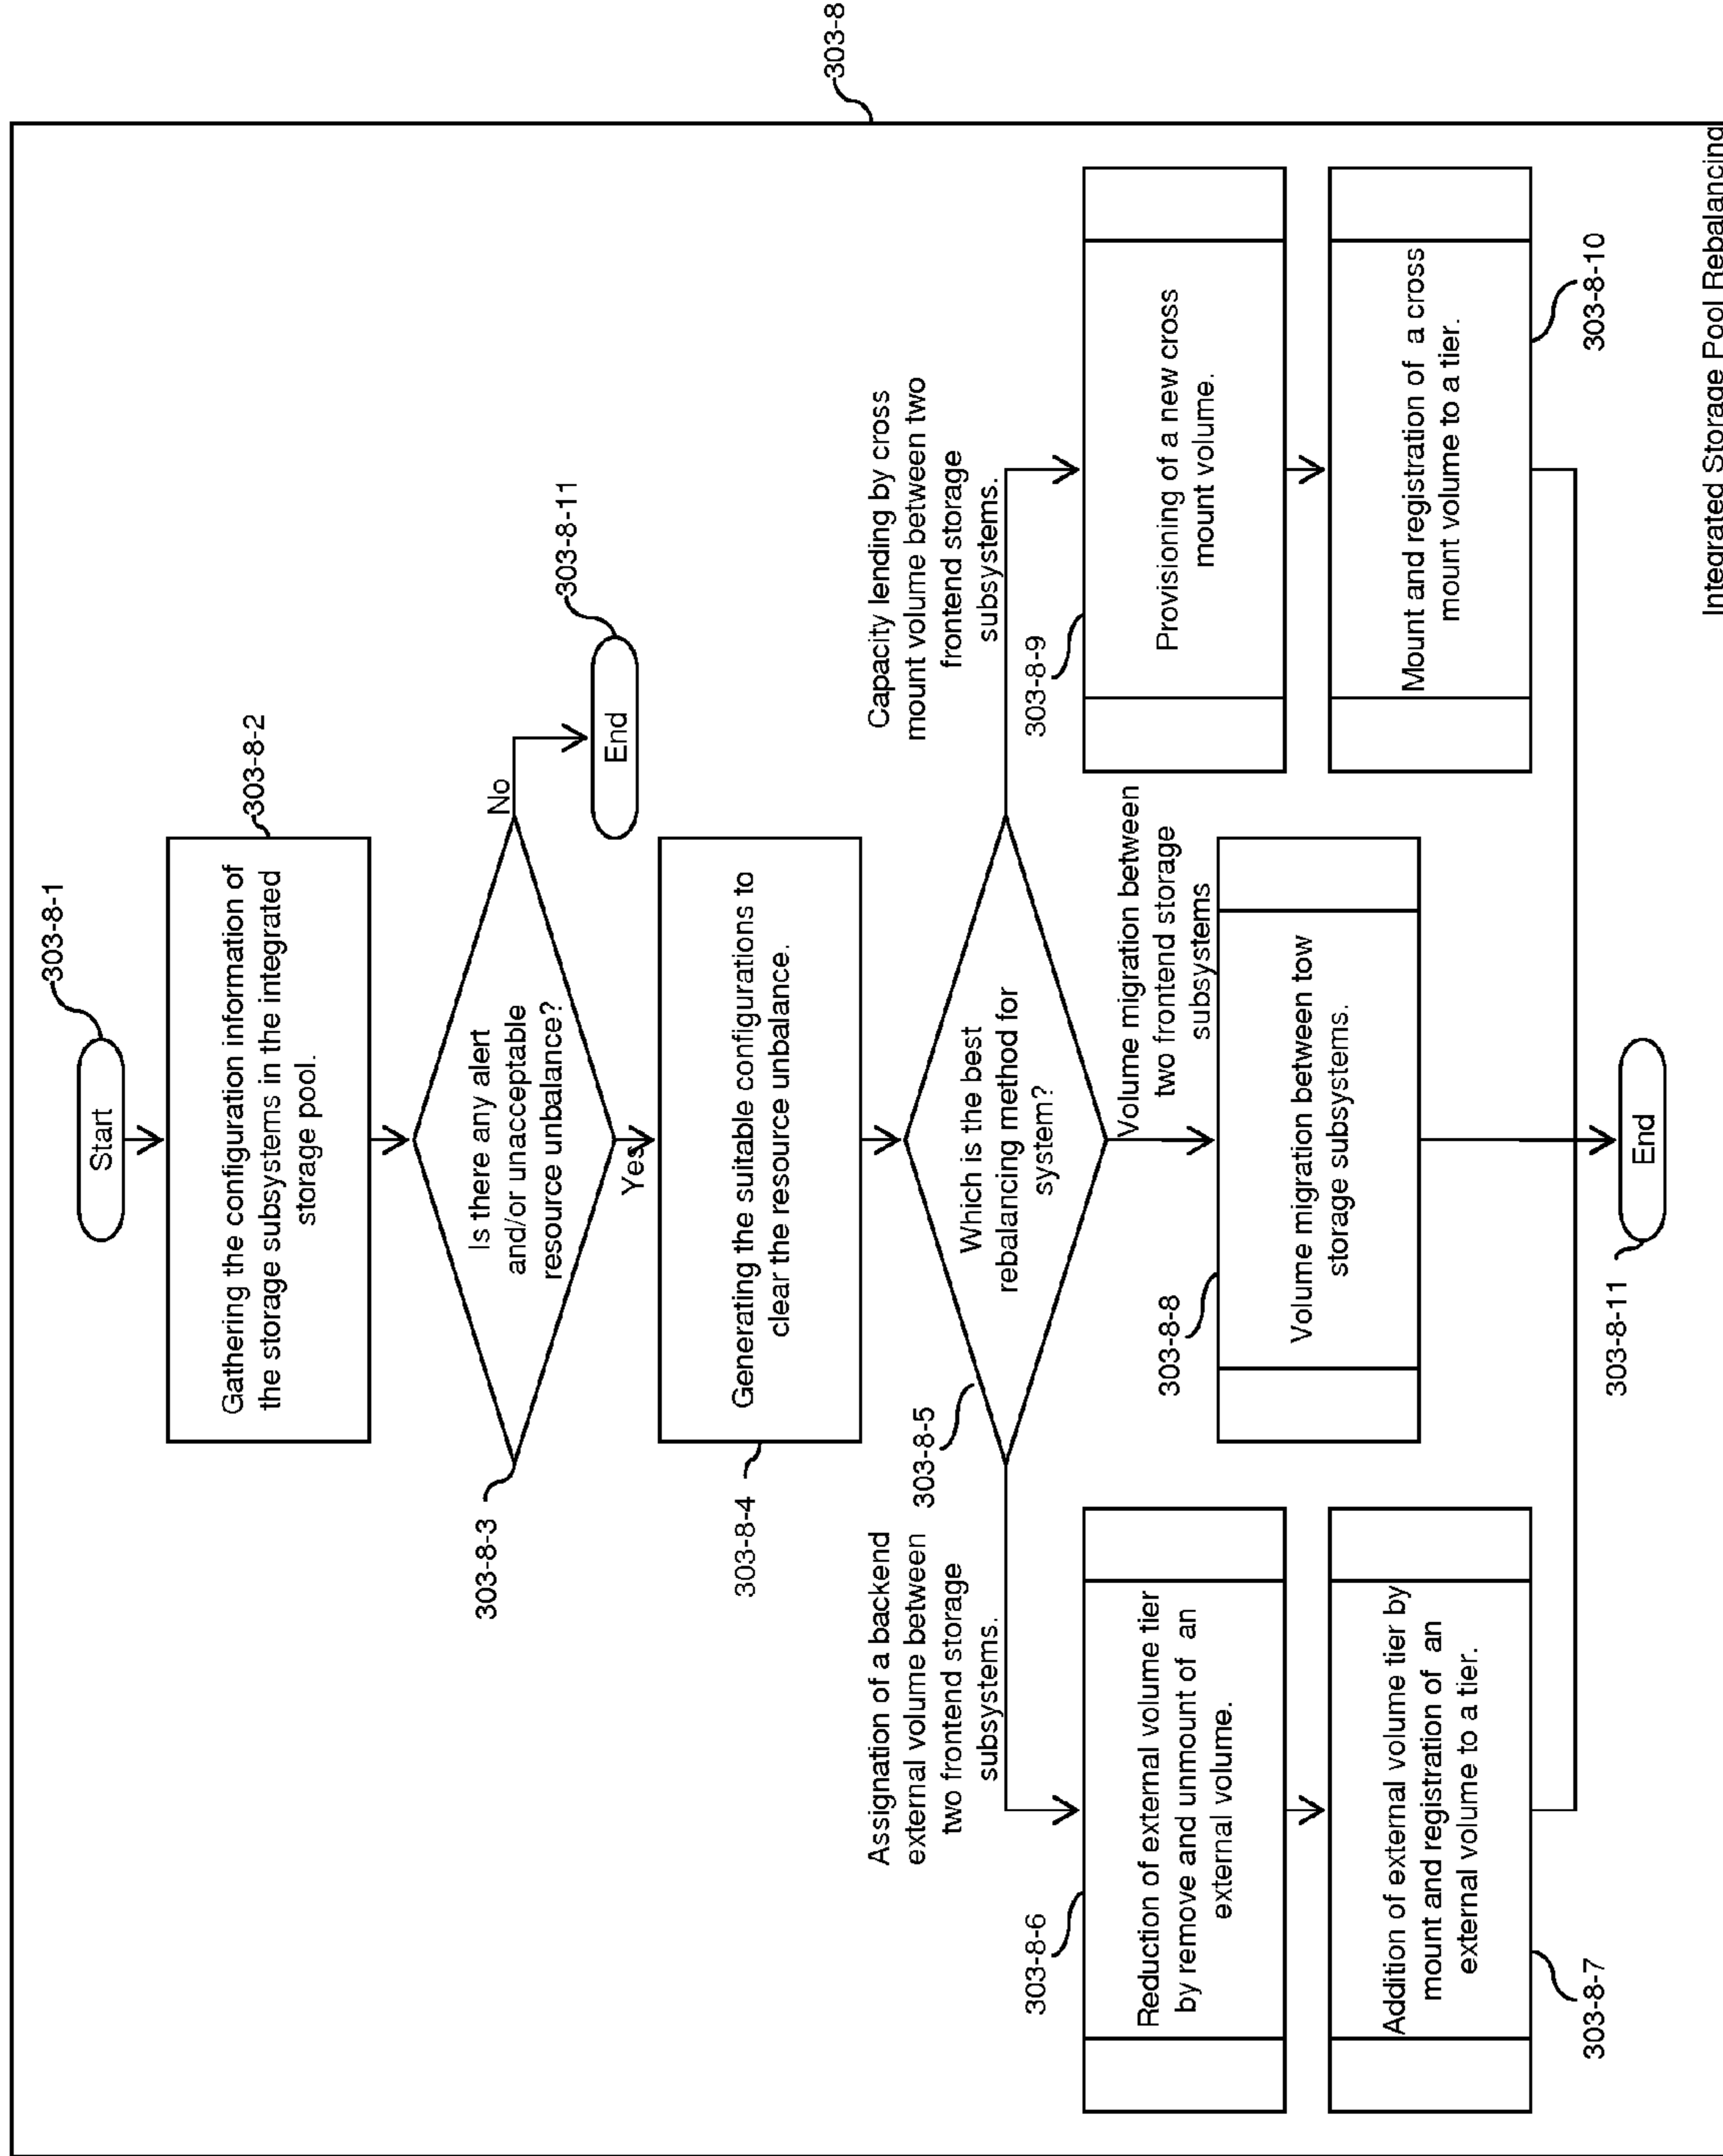 303-8
303-8-1
Start
303-8-2
Gathering the configuration information of
the storage subsystems in the integrated
storage pool.
303-8-3
Is there any alert
and/or unacceptable
resource unbalance?
No
303-8-11
End
Yes
303-8-4
Generating the suitable configurations to
clear the resource unbalance.
303-8-5
Which is the best
rebalancing method for
system?
Assignation of a backend
external volume between
two frontend storage
subsystems.
303-8-6
Reduction of external volume tier
by remove and unmount of an
external volume.
Addition of external volume tier by
mount and registration of an
external volume to a tier.
303-8-7
Volume migration between
two frontend storage
subsystems
303-8-8
Volume migration between tow
storage subsystems.
Capacity lending by cross
mount volume between two
frontend storage
subsystems.
303-8-9
Provisioning of a new cross
mount volume.
Mount and registration of a cross
mount volume to a tier.
303-8-10
303-8-11
End
Integrated Storage Pool Rebalancing